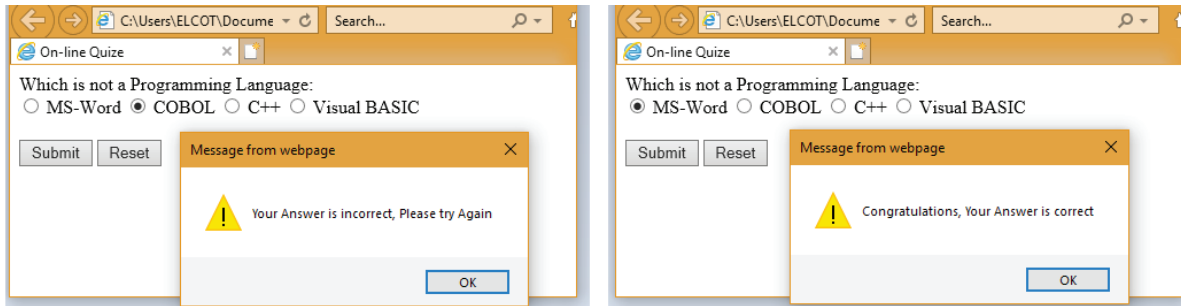 C:\Users\ELCOT\Docume
Search...
On-line Quize
Which is not a Programming Language:
MS-Word COBOL C++ Visual BASIC
Submit Reset
Message from webpage
Your Answer is incorrect, Please try Again
OK
C:\Users\ELCOT\Docume
Search...
On-line Quize
Which is not a Programming Language:
MS-Word COBOL C++ Visual BASIC
Submit Reset
Message from webpage
Congratulations, Your Answer is correct
OK